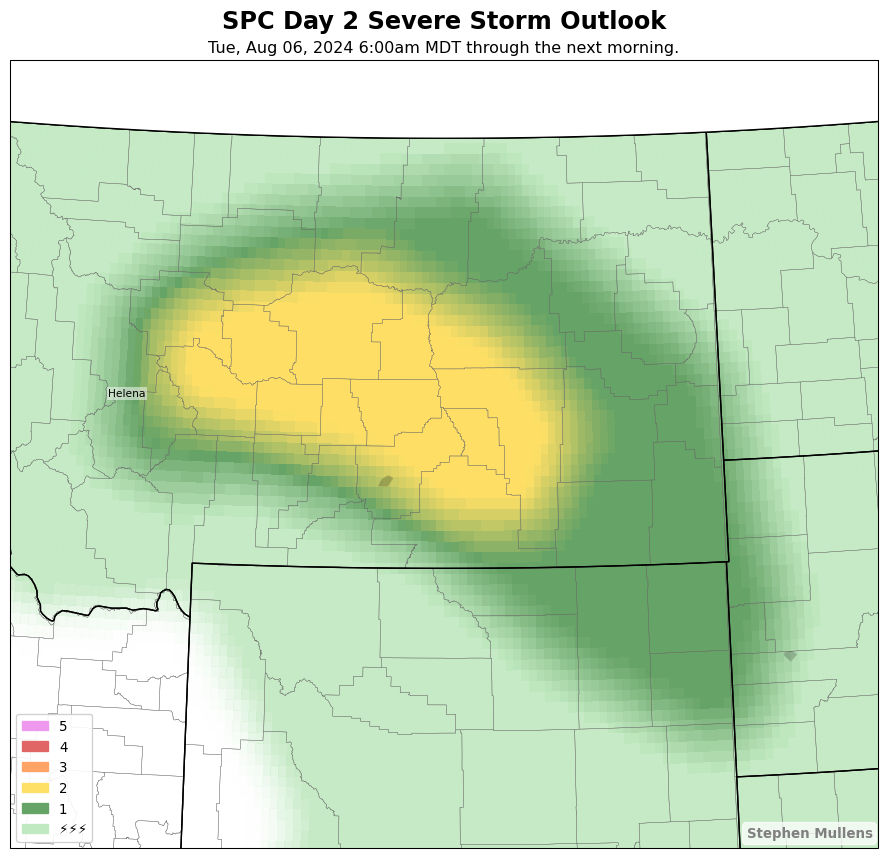 SPC Day 2 Severe Storm Outlook
Tue, Aug 06, 2024 6:00am MDT through the next morning.
Helena
5
4
3
2
1
⚡⚡⚡
Stephen Mullens